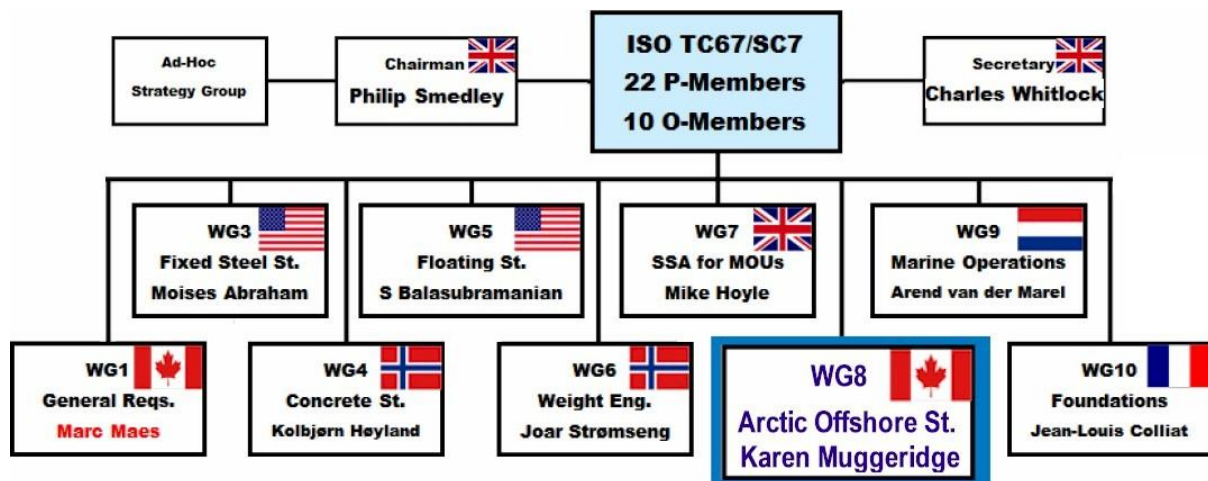 Ad-Hoc
Strategy Group
Chairman
Philip Smedley
ISO TC67/SC7
22 P-Members
10 O-Members
Secretary
Charles Whitlock
WG3
Fixed Steel St.
Moises Abraham
WG5
Floating St.
S Balasubramanian
WG7
SSA for MOUs
Mike Hoyle
WG9
Marine Operations
Arend van der Marel
WG1
General Reqs.
Marc Maes
WG4
Concrete St.
Kolbjørn Høyland
WG6
Weight Eng.
Joar Strømseng
WG8
Arctic Offshore St.
Karen Muggeridge
WG10
Foundations
Jean-Louis Colliat